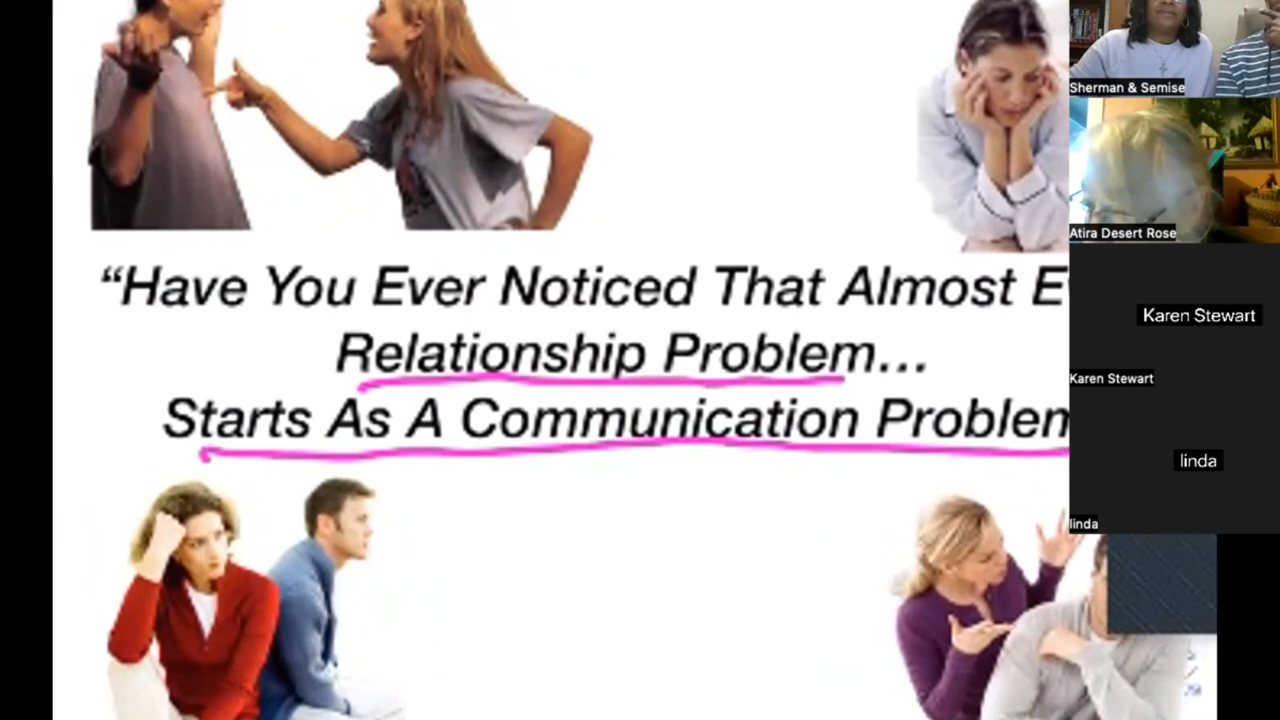 Sherman & Semise
Atira Desert Rose
“Have You Ever Noticed That Almost
Relationship Problem...
Starts As A Communication
Karen Stewart
Karen Stewart
linda
linda